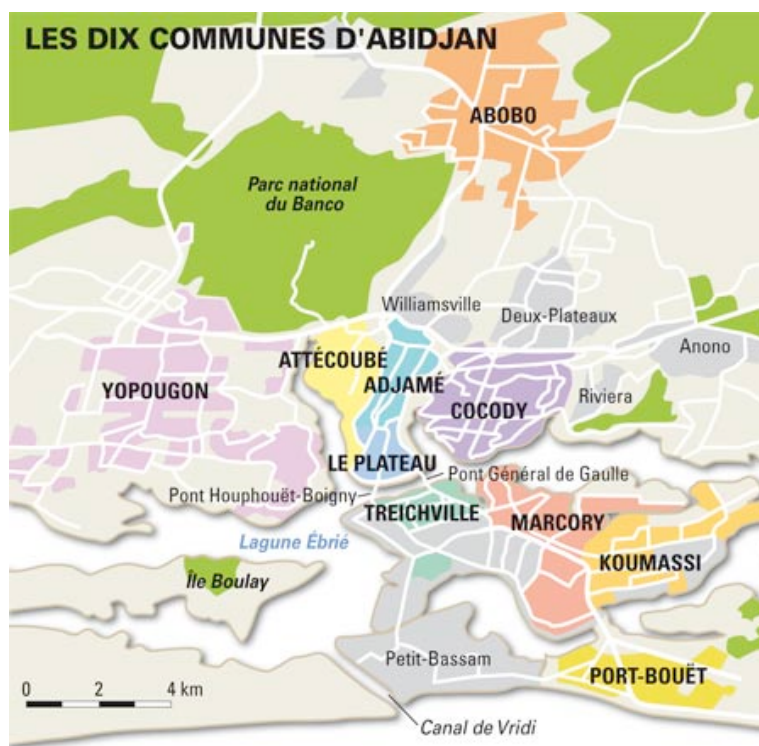 LES DIX COMMUNES D'ABIDJAN
ABOBO
Parc national
du Banco
Williamsville
Deux-Plateaux
Anono
ATTÉCOUBÉ
ADJAMÉ
YOPOUGON
COCODY
Riviera
LE PLATEAU
Pont Général de Gaulle
Pont Houphouët-Boigny
TREICHVILLE
MARCORY
Lagune Ébrié
KOUMASSI
Île Boulay
Petit-Bassam
PORT-BOUËT
0 2 4 km
Canal de Vridi